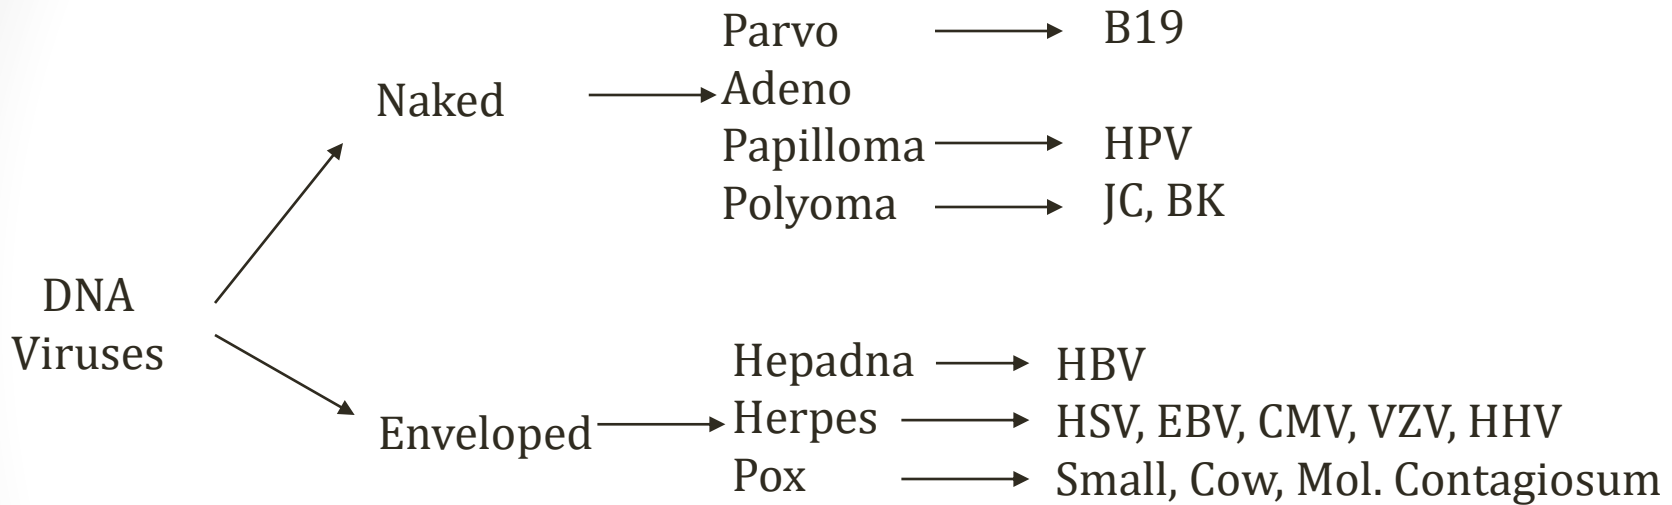 Parvo B19
Naked Adeno
Papilloma HPV
Polyoma JC, BK
DNA
Viruses
Hepadna HBV
Enveloped Herpes HSV, EBV, CMV, VZV, HHV
Pox Small, Cow, Mol. Contagiosum